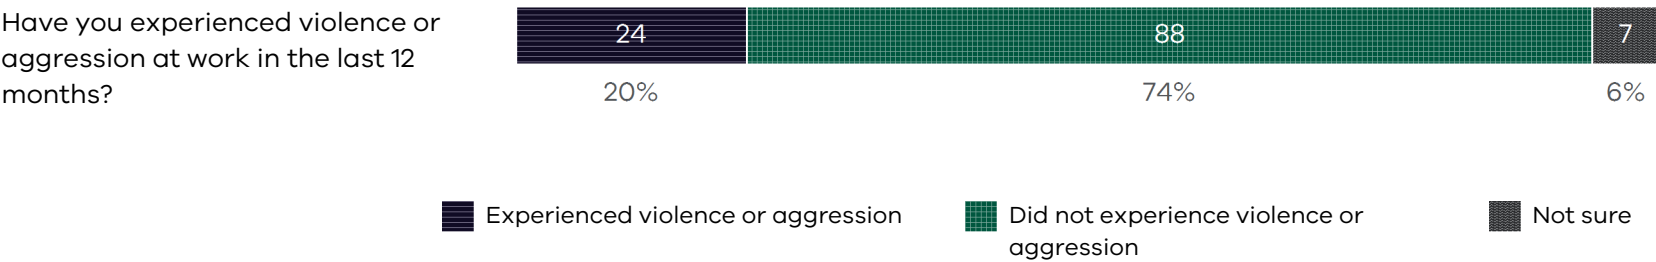 Have you experienced violence or
aggression at work in the last 12
months?
24
88
7
20%
74%
6%
Experienced violence or aggression
Did not experience violence or
aggression
Not sure